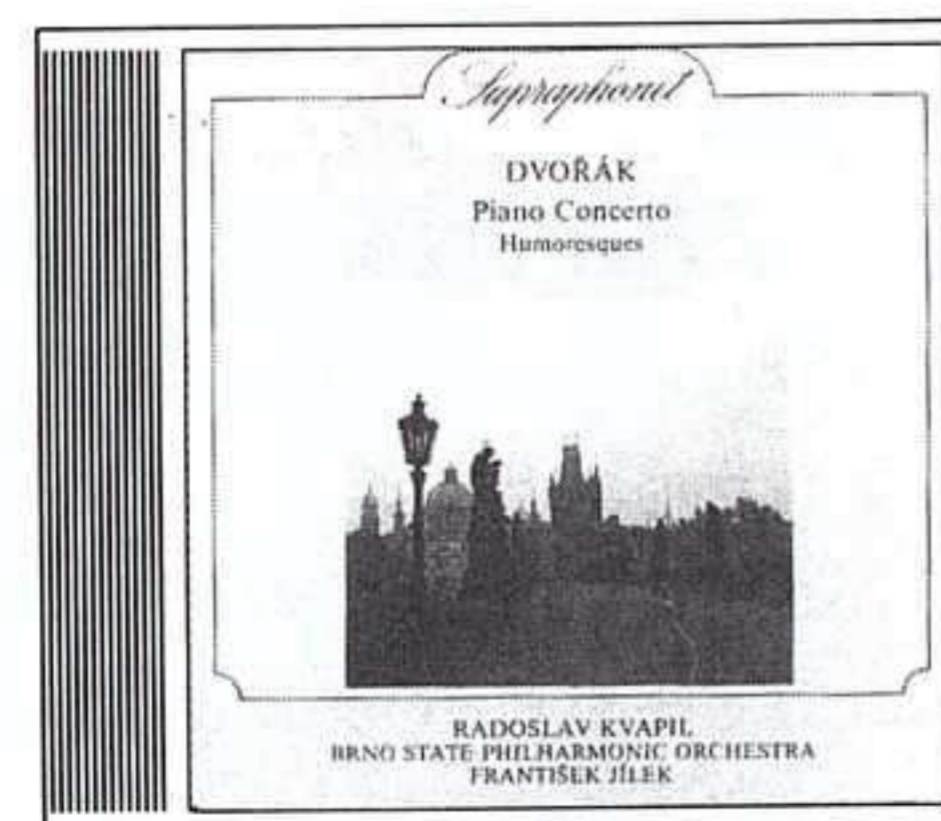 Supraphonet
DVOŘÁK
Piano Concerto
Humoresques
RADOSLAV KVAPIL
BRNO STATE PHILHARMONIC ORCHESTRA
FRANTIŠEK JÍLEK